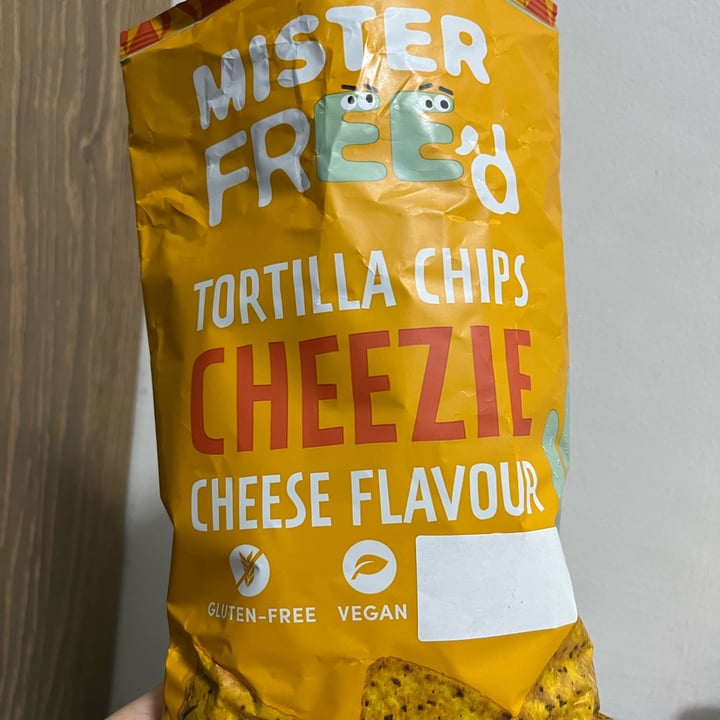 MISTER
FREE'd
TORTILLA CHIPS
CHEEZIE
CHEESE FLAVOUR
GLUTEN-FREE VEGAN